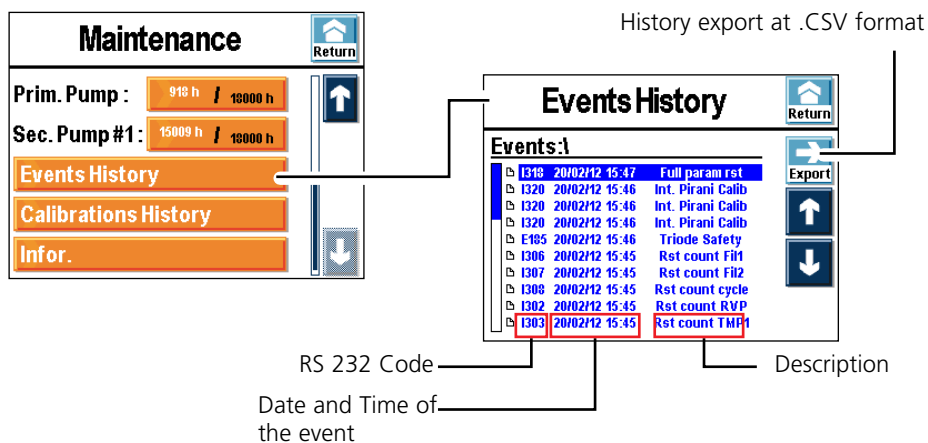 History export at .CSV format
Maintenance
Return
Prim. Pump : 918 h / 18000 h
Sec. Pump #1 : 15009 h / 18000 h
Events History
Calibrations History
Infor.
Events History
Return
Events:\
Export
I318 20/02/12 15:47 Full param rst
I320 20/02/12 15:46 Int. Pirani Calib
I320 20/02/12 15:46 Int. Pirani Calib
I320 20/02/12 15:46 Int. Pirani Calib
E185 20/02/12 15:46 Triode Safety
I306 20/02/12 15:45 Rst count Fil1
I307 20/02/12 15:45 Rst count Fil2
I308 20/02/12 15:45 Rst count cycle
I302 20/02/12 15:45 Rst count RVP
I303 20/02/12 15:45 Rst count TMP1
RS 232 Code
Description
Date and Time of
the event